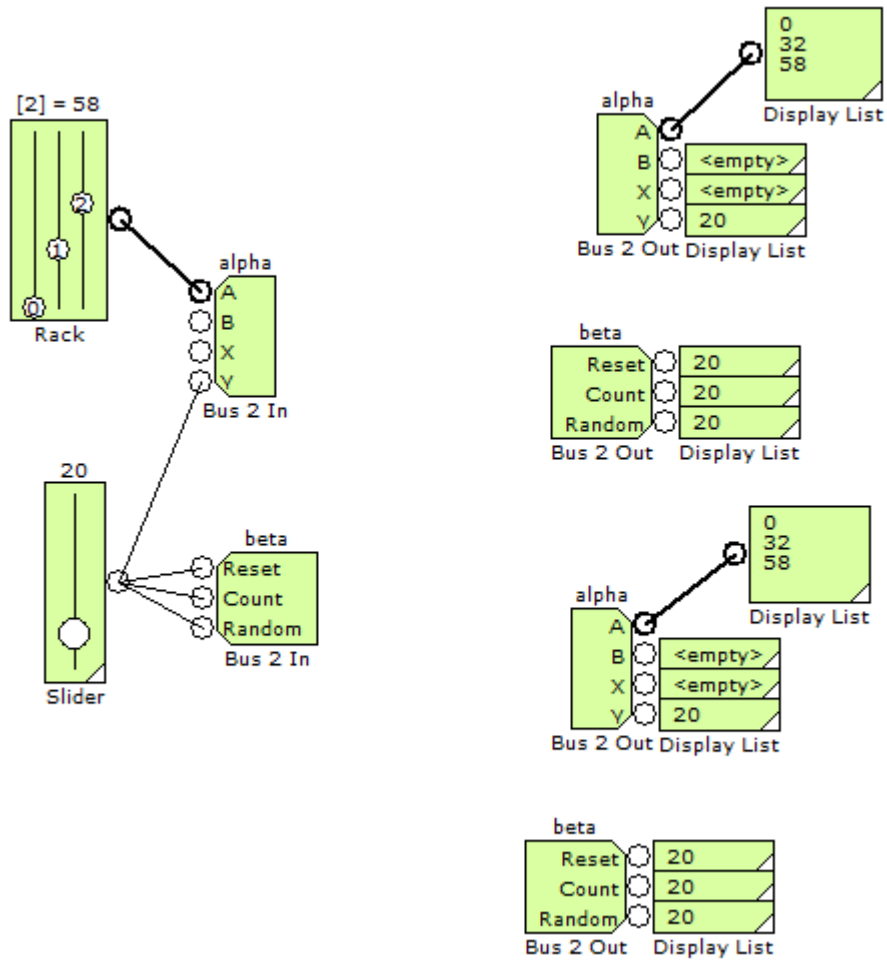 [2] = 58
0
1
2
Rack
alpha
A
B
X
Y
Bus 2 In
20
Slider
beta
Reset
Count
Random
Bus 2 In
0
32
58
Display List
alpha
A
B <empty>
X <empty>
Y 20
Bus 2 Out Display List
beta
Reset 20
Count 20
Random 20
Bus 2 Out Display List
0
32
58
Display List
alpha
A
B <empty>
X <empty>
Y 20
Bus 2 Out Display List
beta
Reset 20
Count 20
Random 20
Bus 2 Out Display List